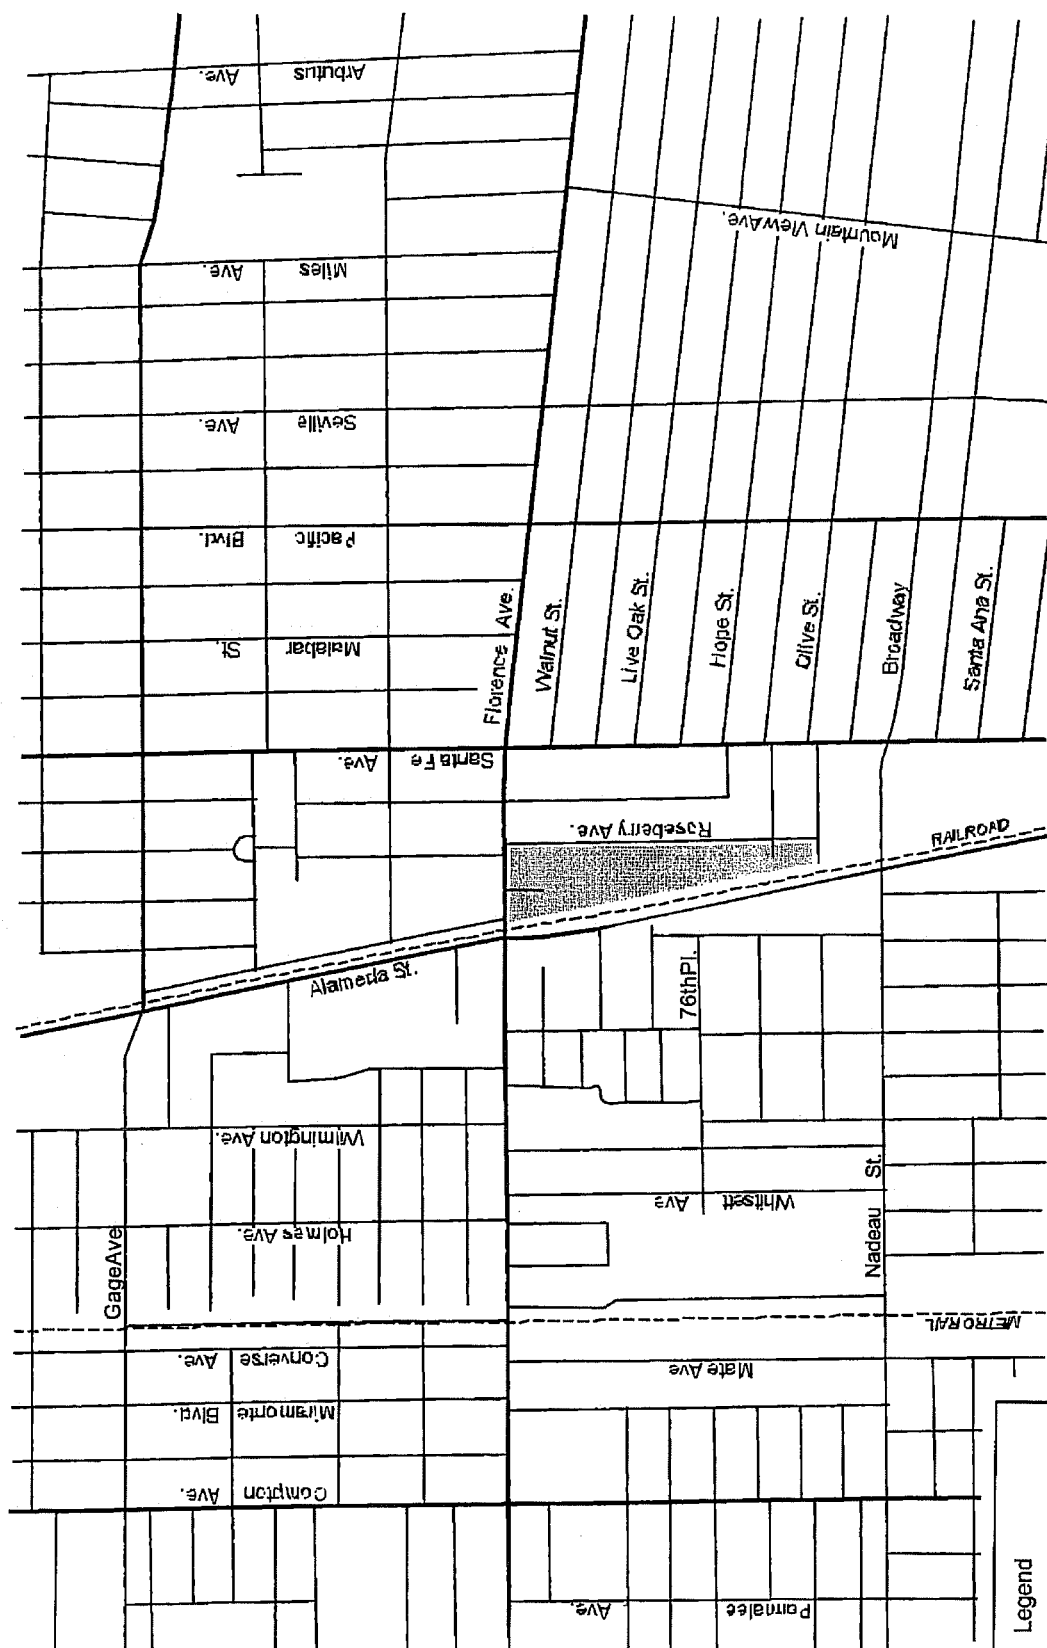 Arbutus Ave.
Miles Ave.
Mountain View Ave.
Seville Ave.
Pacific Blvd.
Malabar St.
Santa Fe Ave.
Florence Ave.
Walnut St.
Live Oak St.
Hope St.
Olive St.
Broadway
Santa Ana St.
Roseberry Ave.
RAILROAD
Alameda St.
76th Pl.
Wilmington Ave.
Whitsett Ave
Holmes Ave.
Gage Ave
Nadeau St.
METRO RAIL
Converse Ave.
Mate Ave
Miramonte Blvd.
Compton Ave.
Parmalee Ave.
Legend